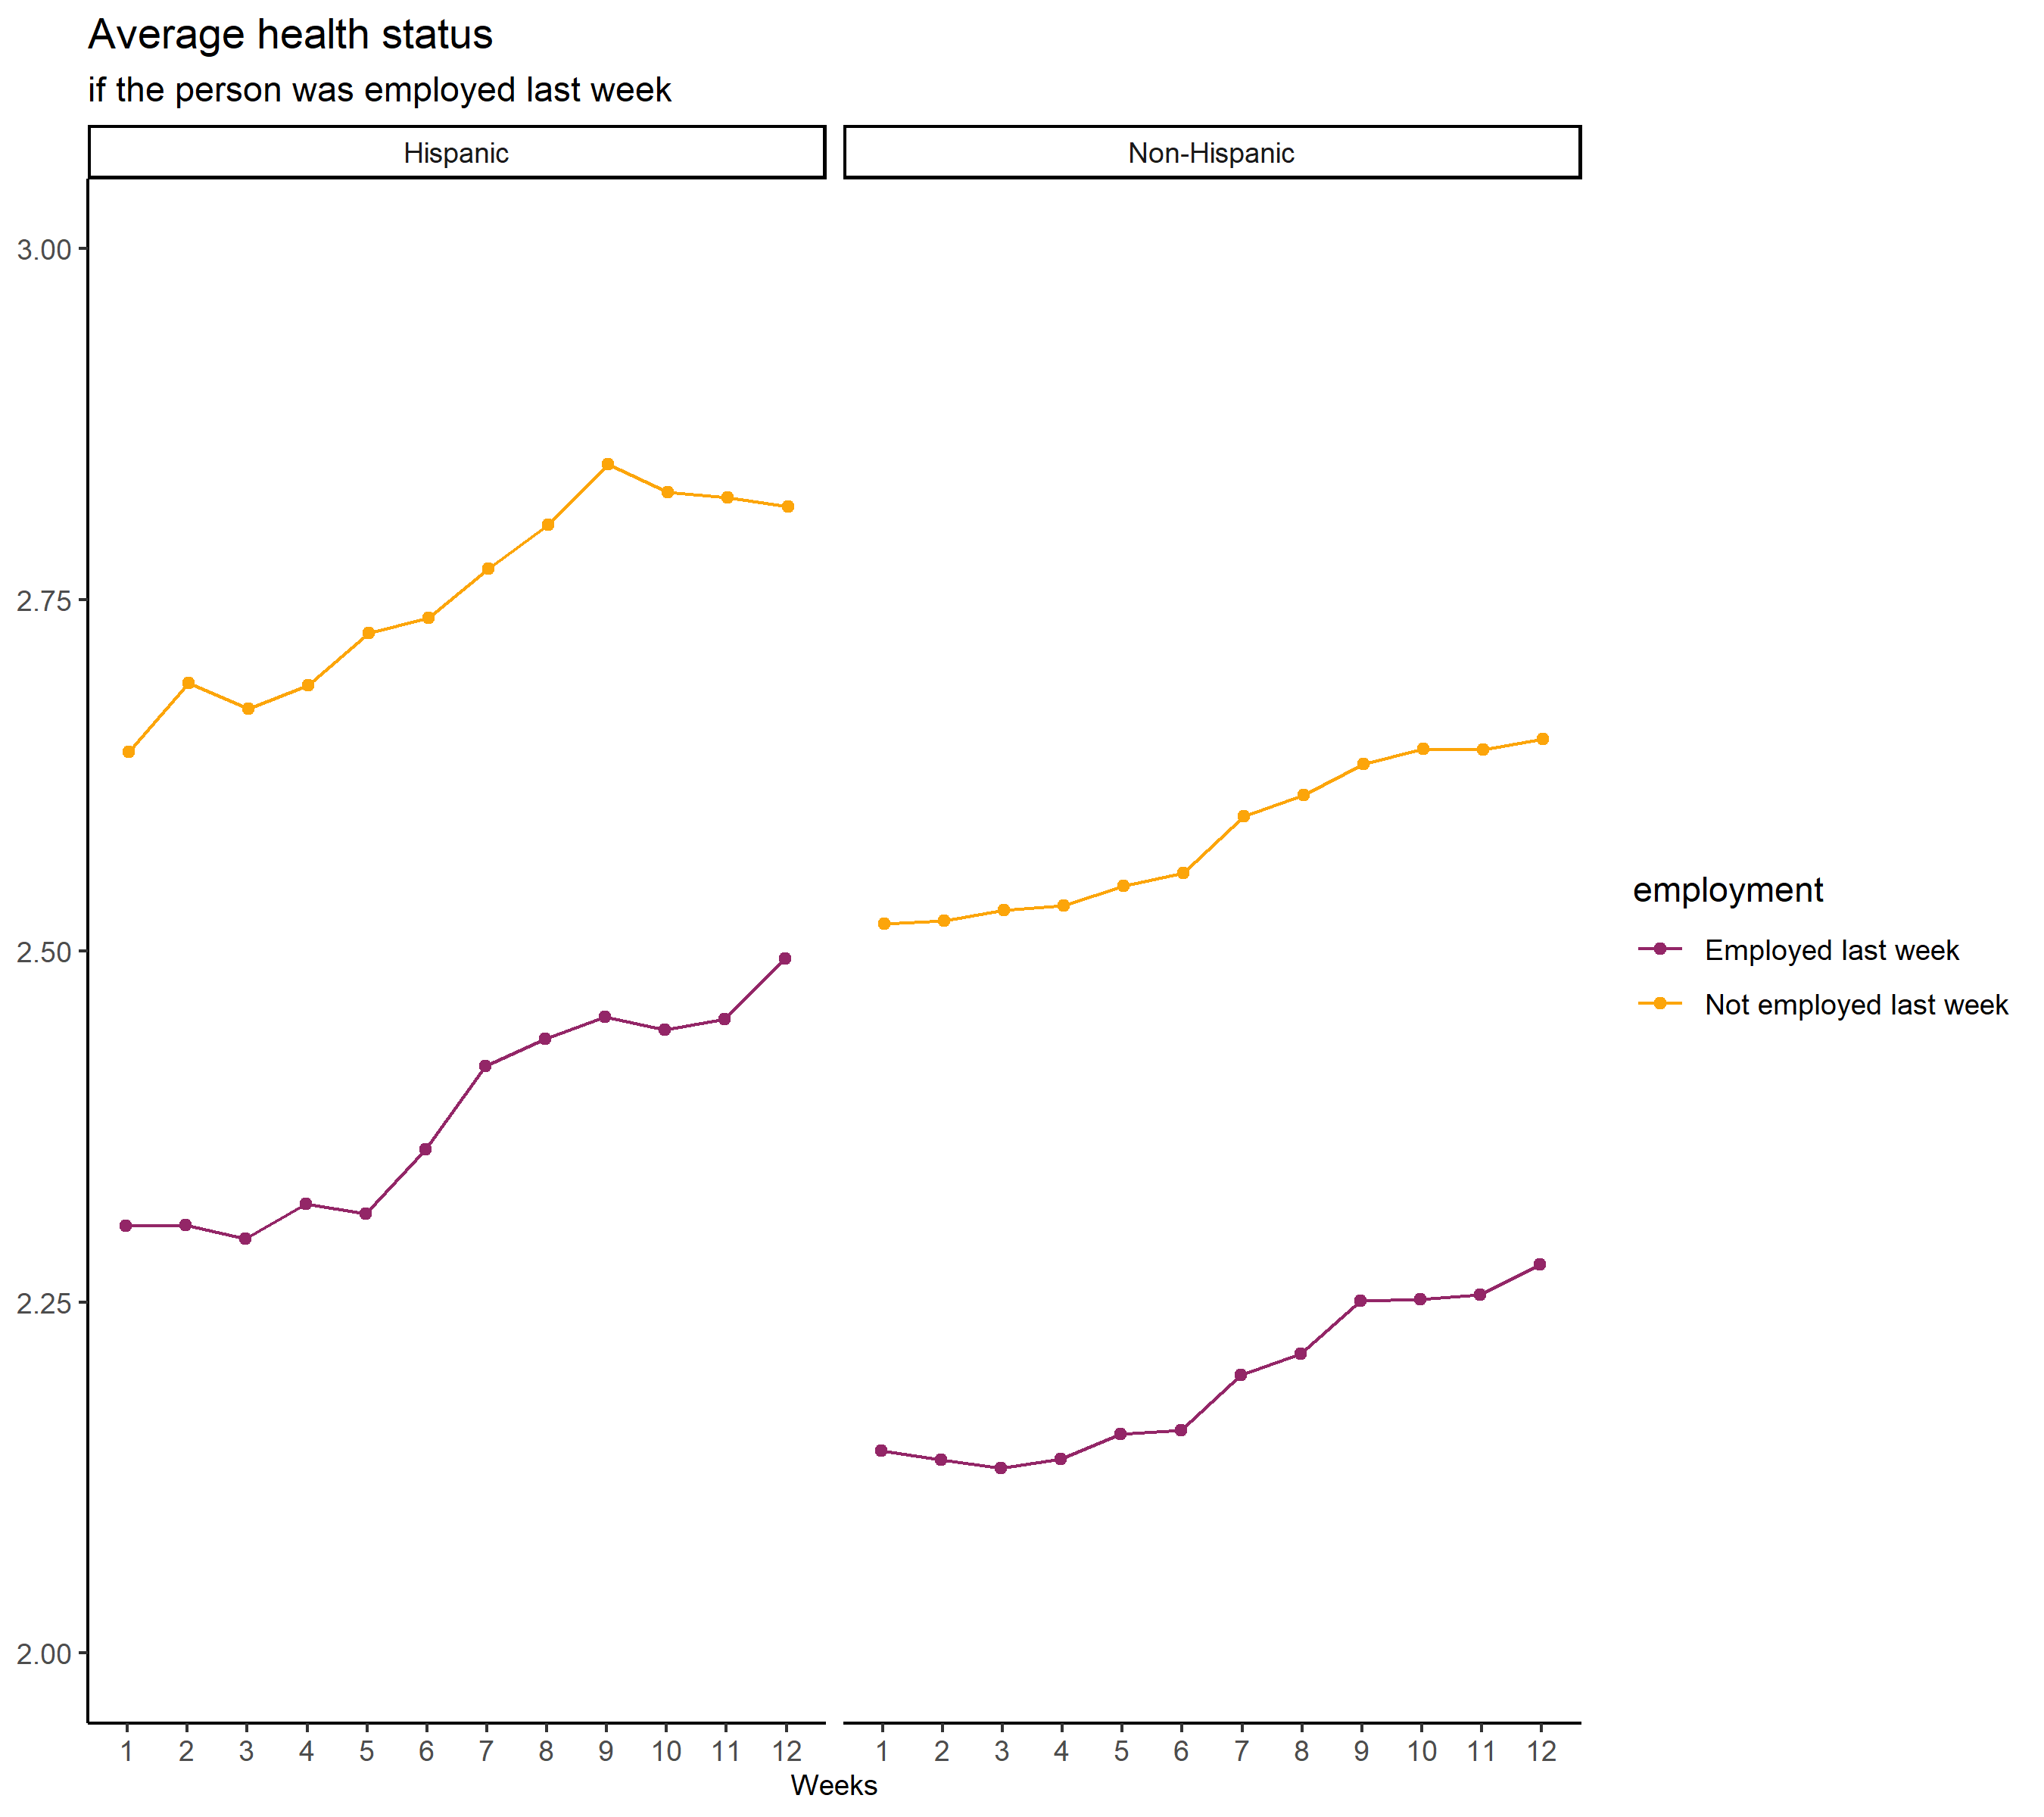 Average health status
if the person was employed last week
Hispanic
Non-Hispanic
3.00
2.75
2.50
2.25
2.00
1 2 3 4 5 6 7 8 9 10 11 12
1 2 3 4 5 6 7 8 9 10 11 12
Weeks
employment
Employed last week
Not employed last week